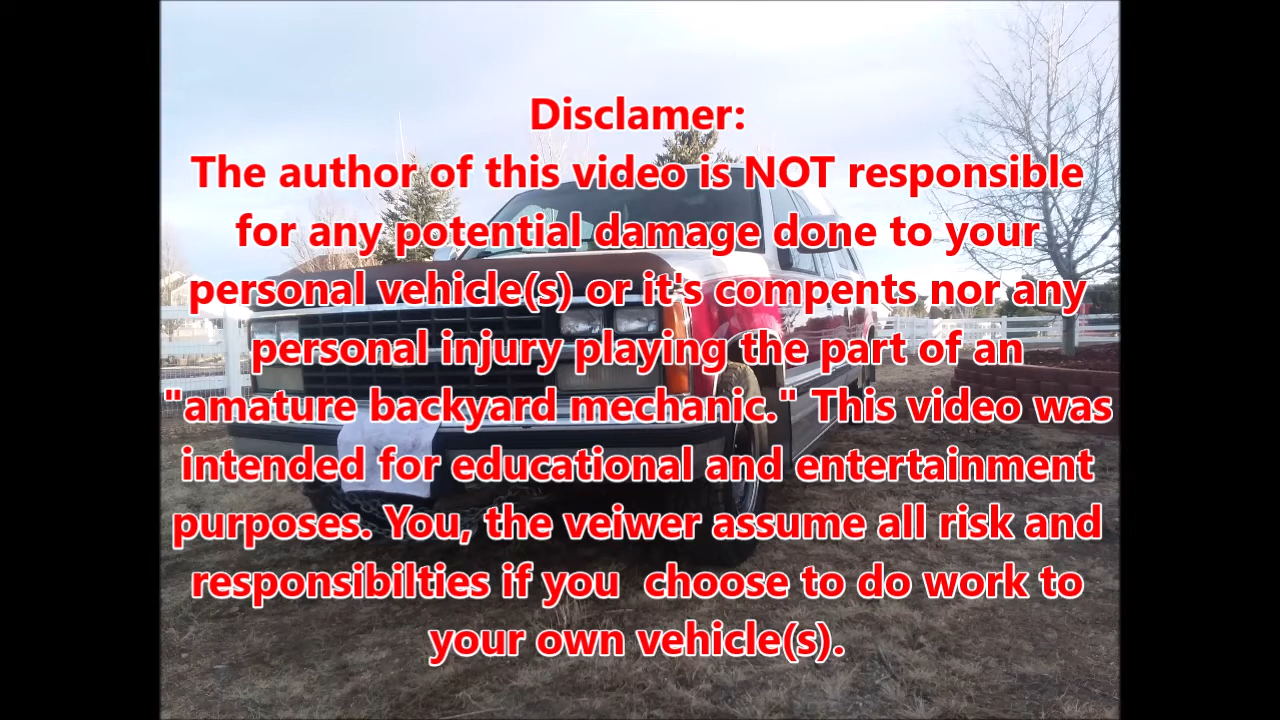 Disclamer:
The author of this video is NOT responsible
for any potential damage done to your
personal vehicle(s) or it's compents nor any
personal injury playing the part of an
"amature backyard mechanic." This video was
intended for educational and entertainment
purposes. You, the veiwer assume all risk and
responsibilties if you  choose to do work to
your own vehicle(s).